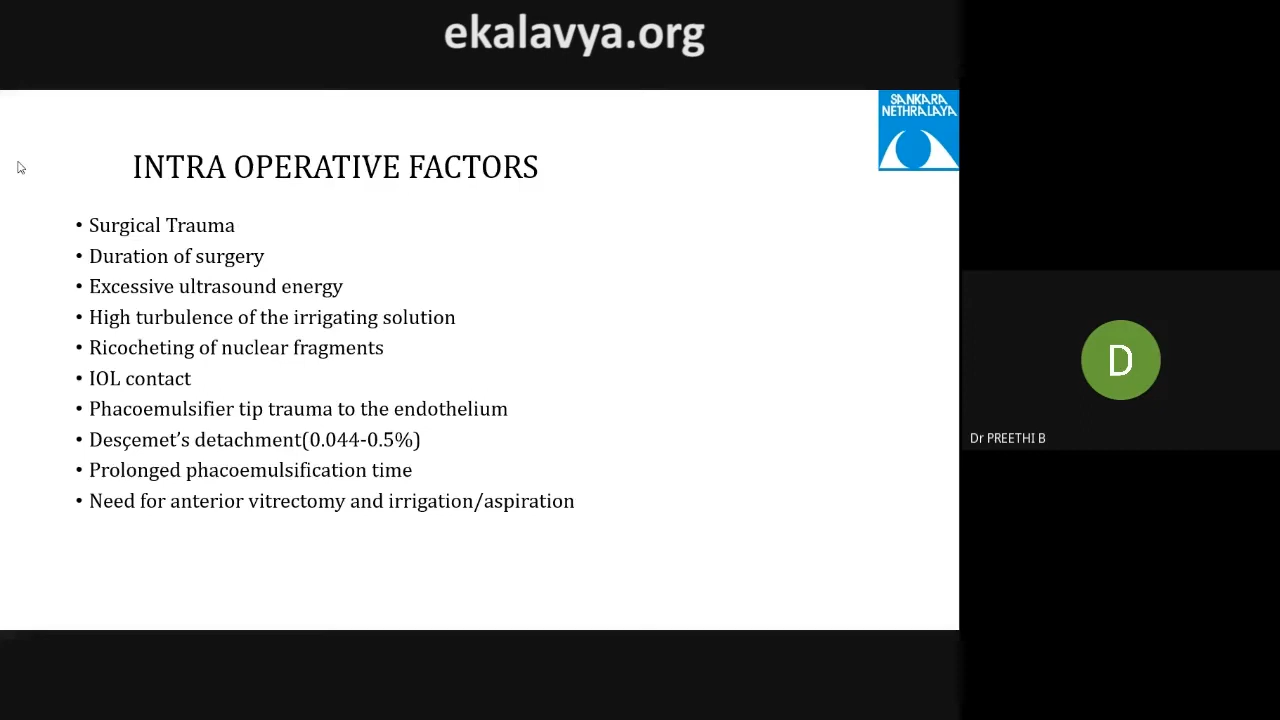 ekalavya.org
SANKARA
NETHRALAYA
INTRA OPERATIVE FACTORS
• Surgical Trauma
• Duration of surgery
• Excessive ultrasound energy
• High turbulence of the irrigating solution
• Ricocheting of nuclear fragments
• IOL contact
• Phacoemulsifier tip trauma to the endothelium
• Desçemet’s detachment(0.044-0.5%)
• Prolonged phacoemulsification time
• Need for anterior vitrectomy and irrigation/aspiration
D
Dr PREETHI B